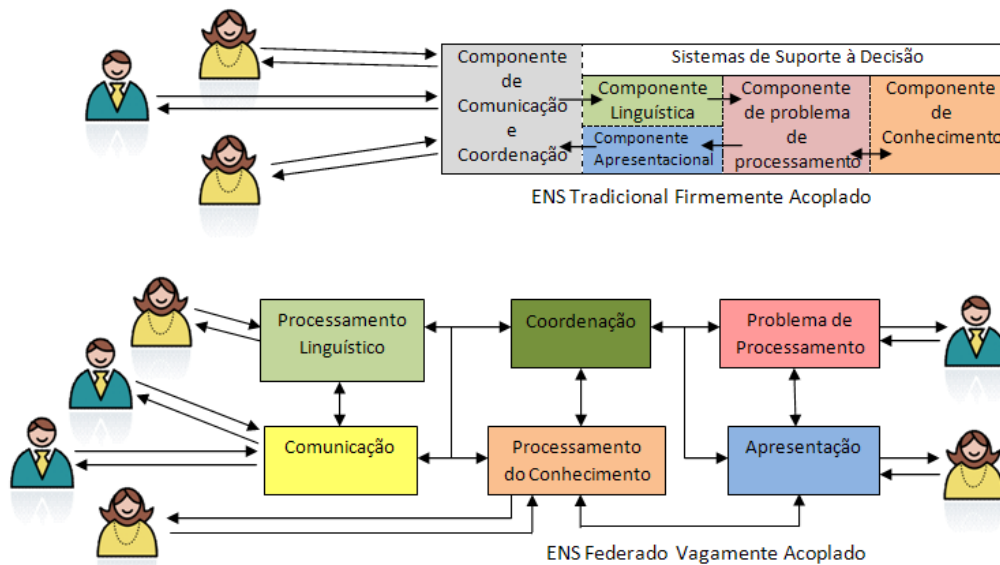 Componente
de
Comunicação
e
Coordenação
Sistemas de Suporte à Decisão
Componente
Linguística
Componente
Apresentacional
Componente
de problema
de
processamento
Componente
de
Conhecimento
ENS Tradicional Firmemente Acoplado
Processamento
Linguístico
Coordenação
Problema de
Processamento
Comunicação
Processamento
do Conhecimento
Apresentação
ENS Federado Vagamente Acoplado